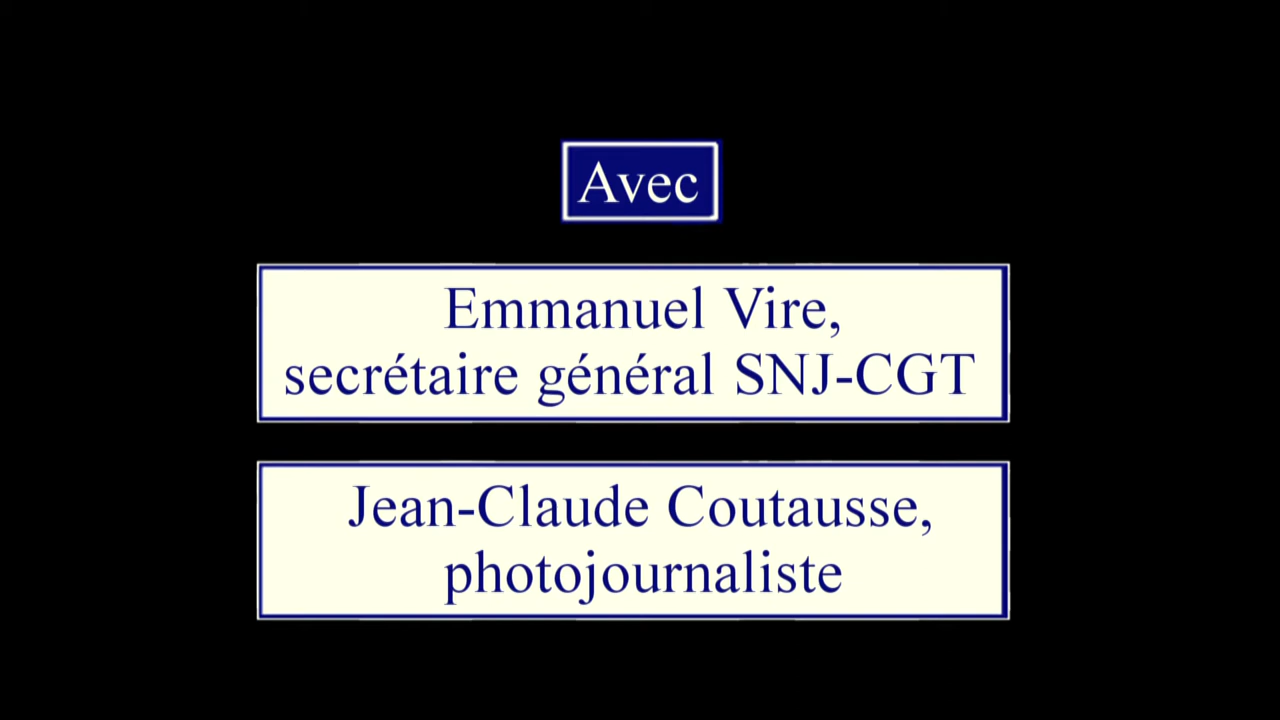 Avec
Emmanuel Vire,
secrétaire général SNJ-CGT
Jean-Claude Coutausse,
photojournaliste